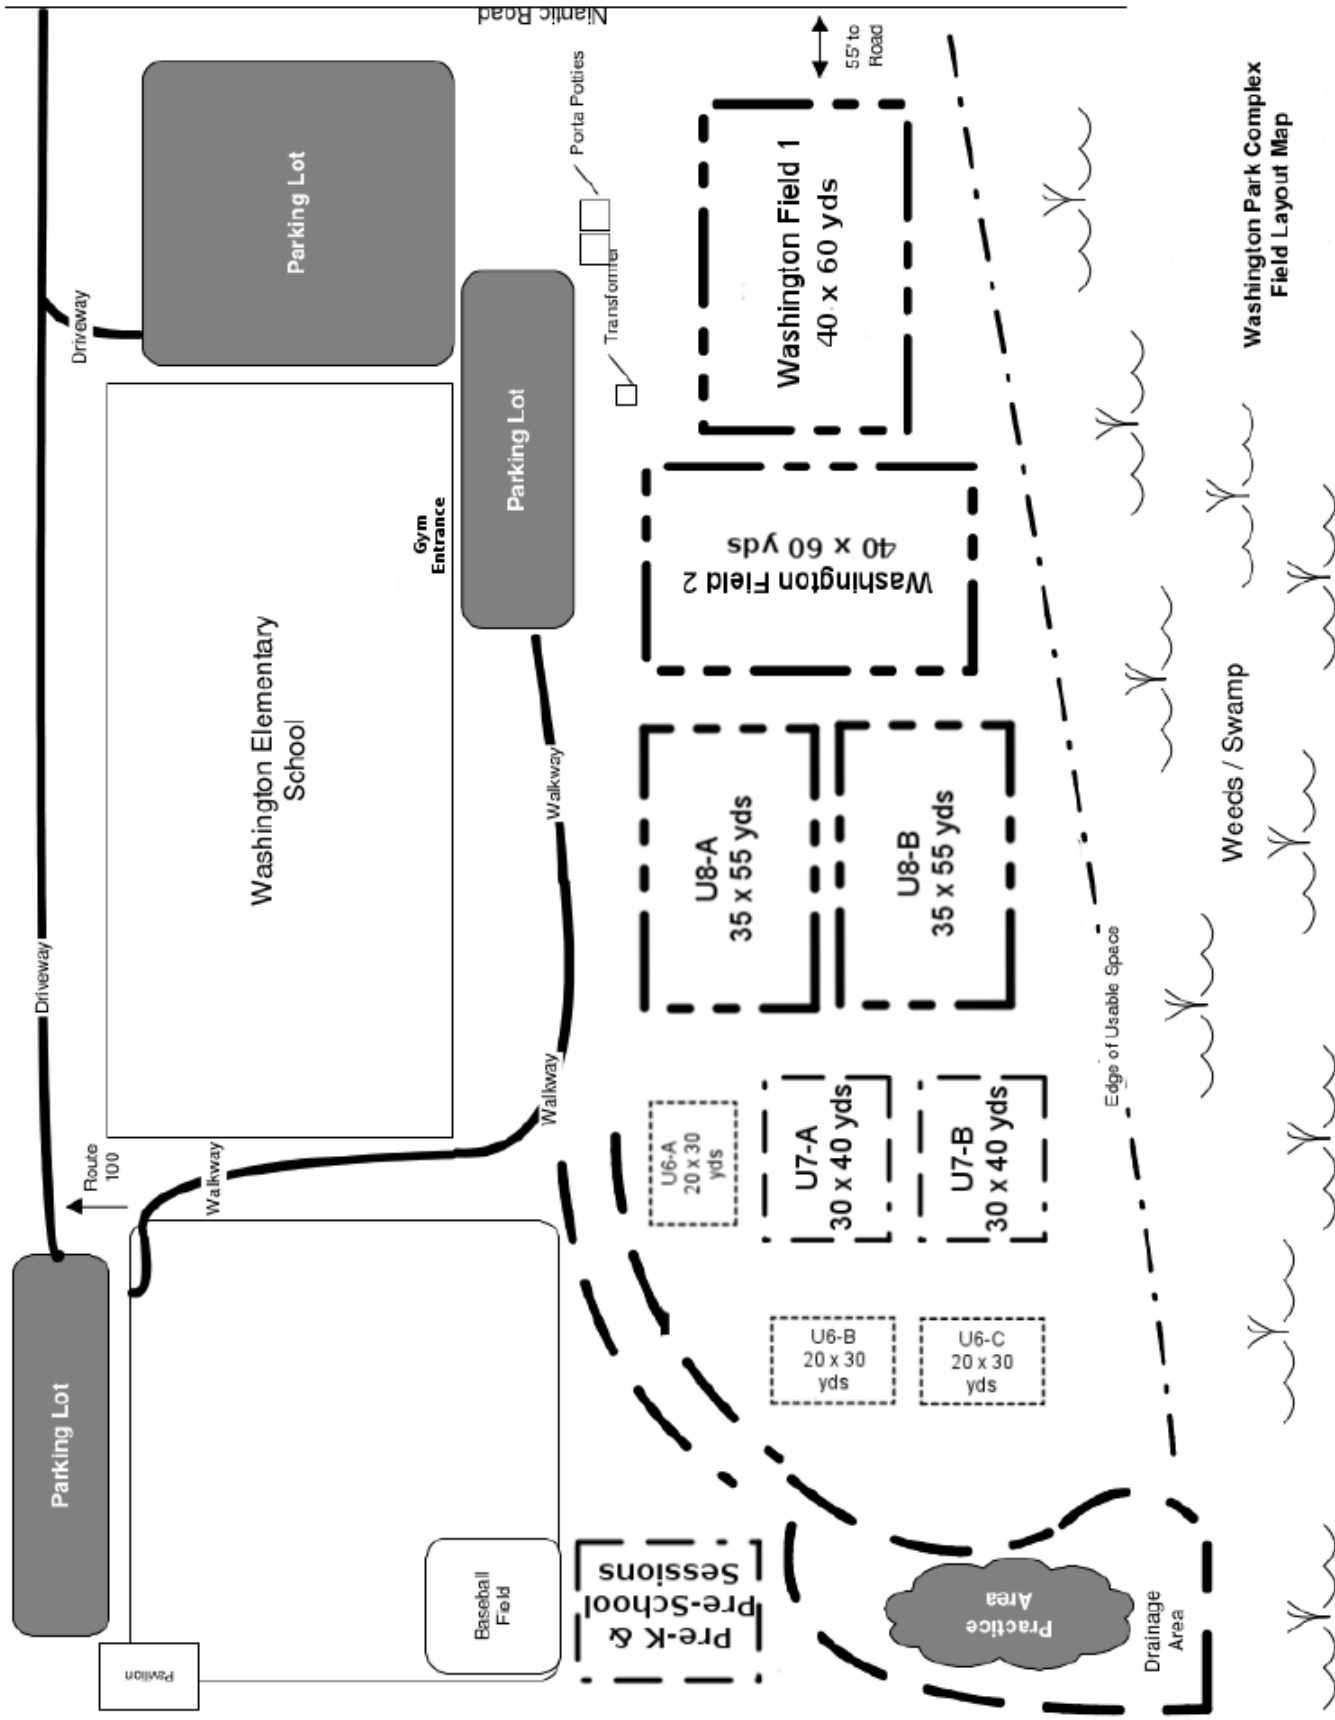 Niantic Road
55' to
Road
Porta Potties
Transformer
Parking Lot
Driveway
Washington Field 1
40 x 60 yds
Washington Park Complex
Field Layout Map
Parking Lot
Gym
Entrance
Washington Field 2
40 x 60 yds
Washington Elementary
School
Walkway
U8-A
35 x 55 yds
U8-B
35 x 55 yds
Weeds / Swamp
Driveway
Edge of Usable Space
Walkway
Route
100
Walkway
U6-A
20 x 30
yds
U7-A
30 x 40 yds
U7-B
30 x 40 yds
U6-B
20 x 30
yds
U6-C
20 x 30
yds
Parking Lot
Baseball
Field
Pre-K &
Pre-School
Sessions
Practice
Area
Drainage
Area
Pavilion